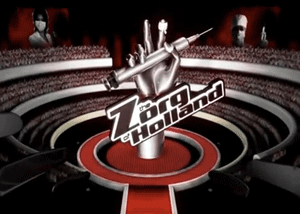 The
Zorg
of
Holland